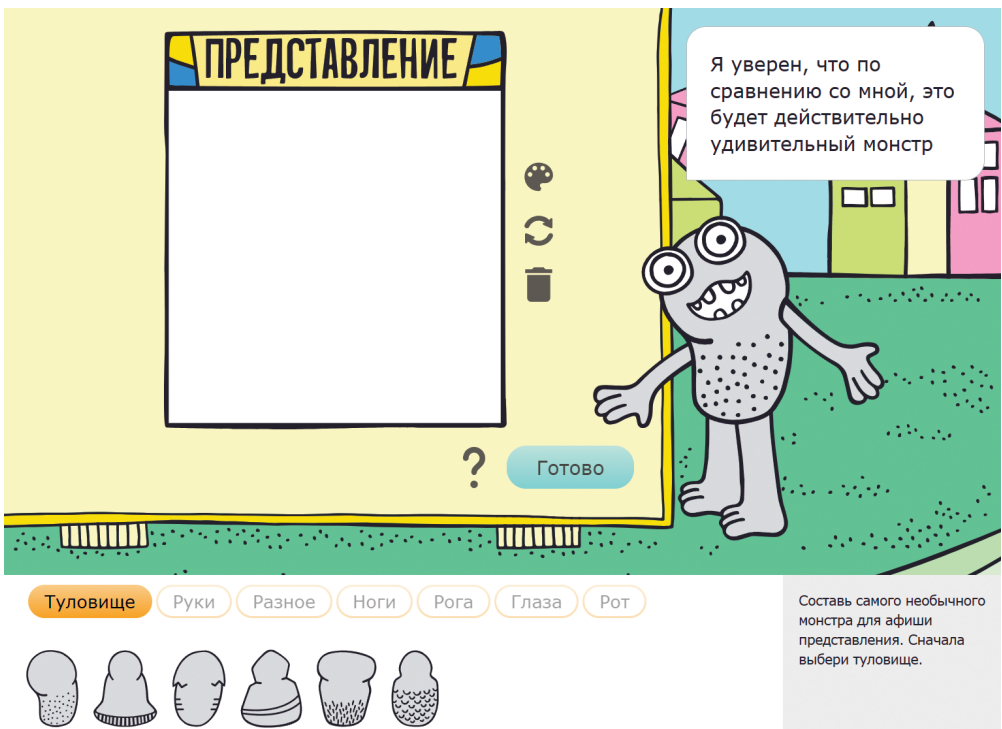 ПРЕДСТАВЛЕНИЕ
Я уверен, что по
сравнению со мной, это
будет действительно
удивительный монстр
?
Готово
Туловище Руки Разное Ноги Рога Глаза Рот
Составь самого необычного
монстра для афиши
представления. Сначала
выбери туловище.